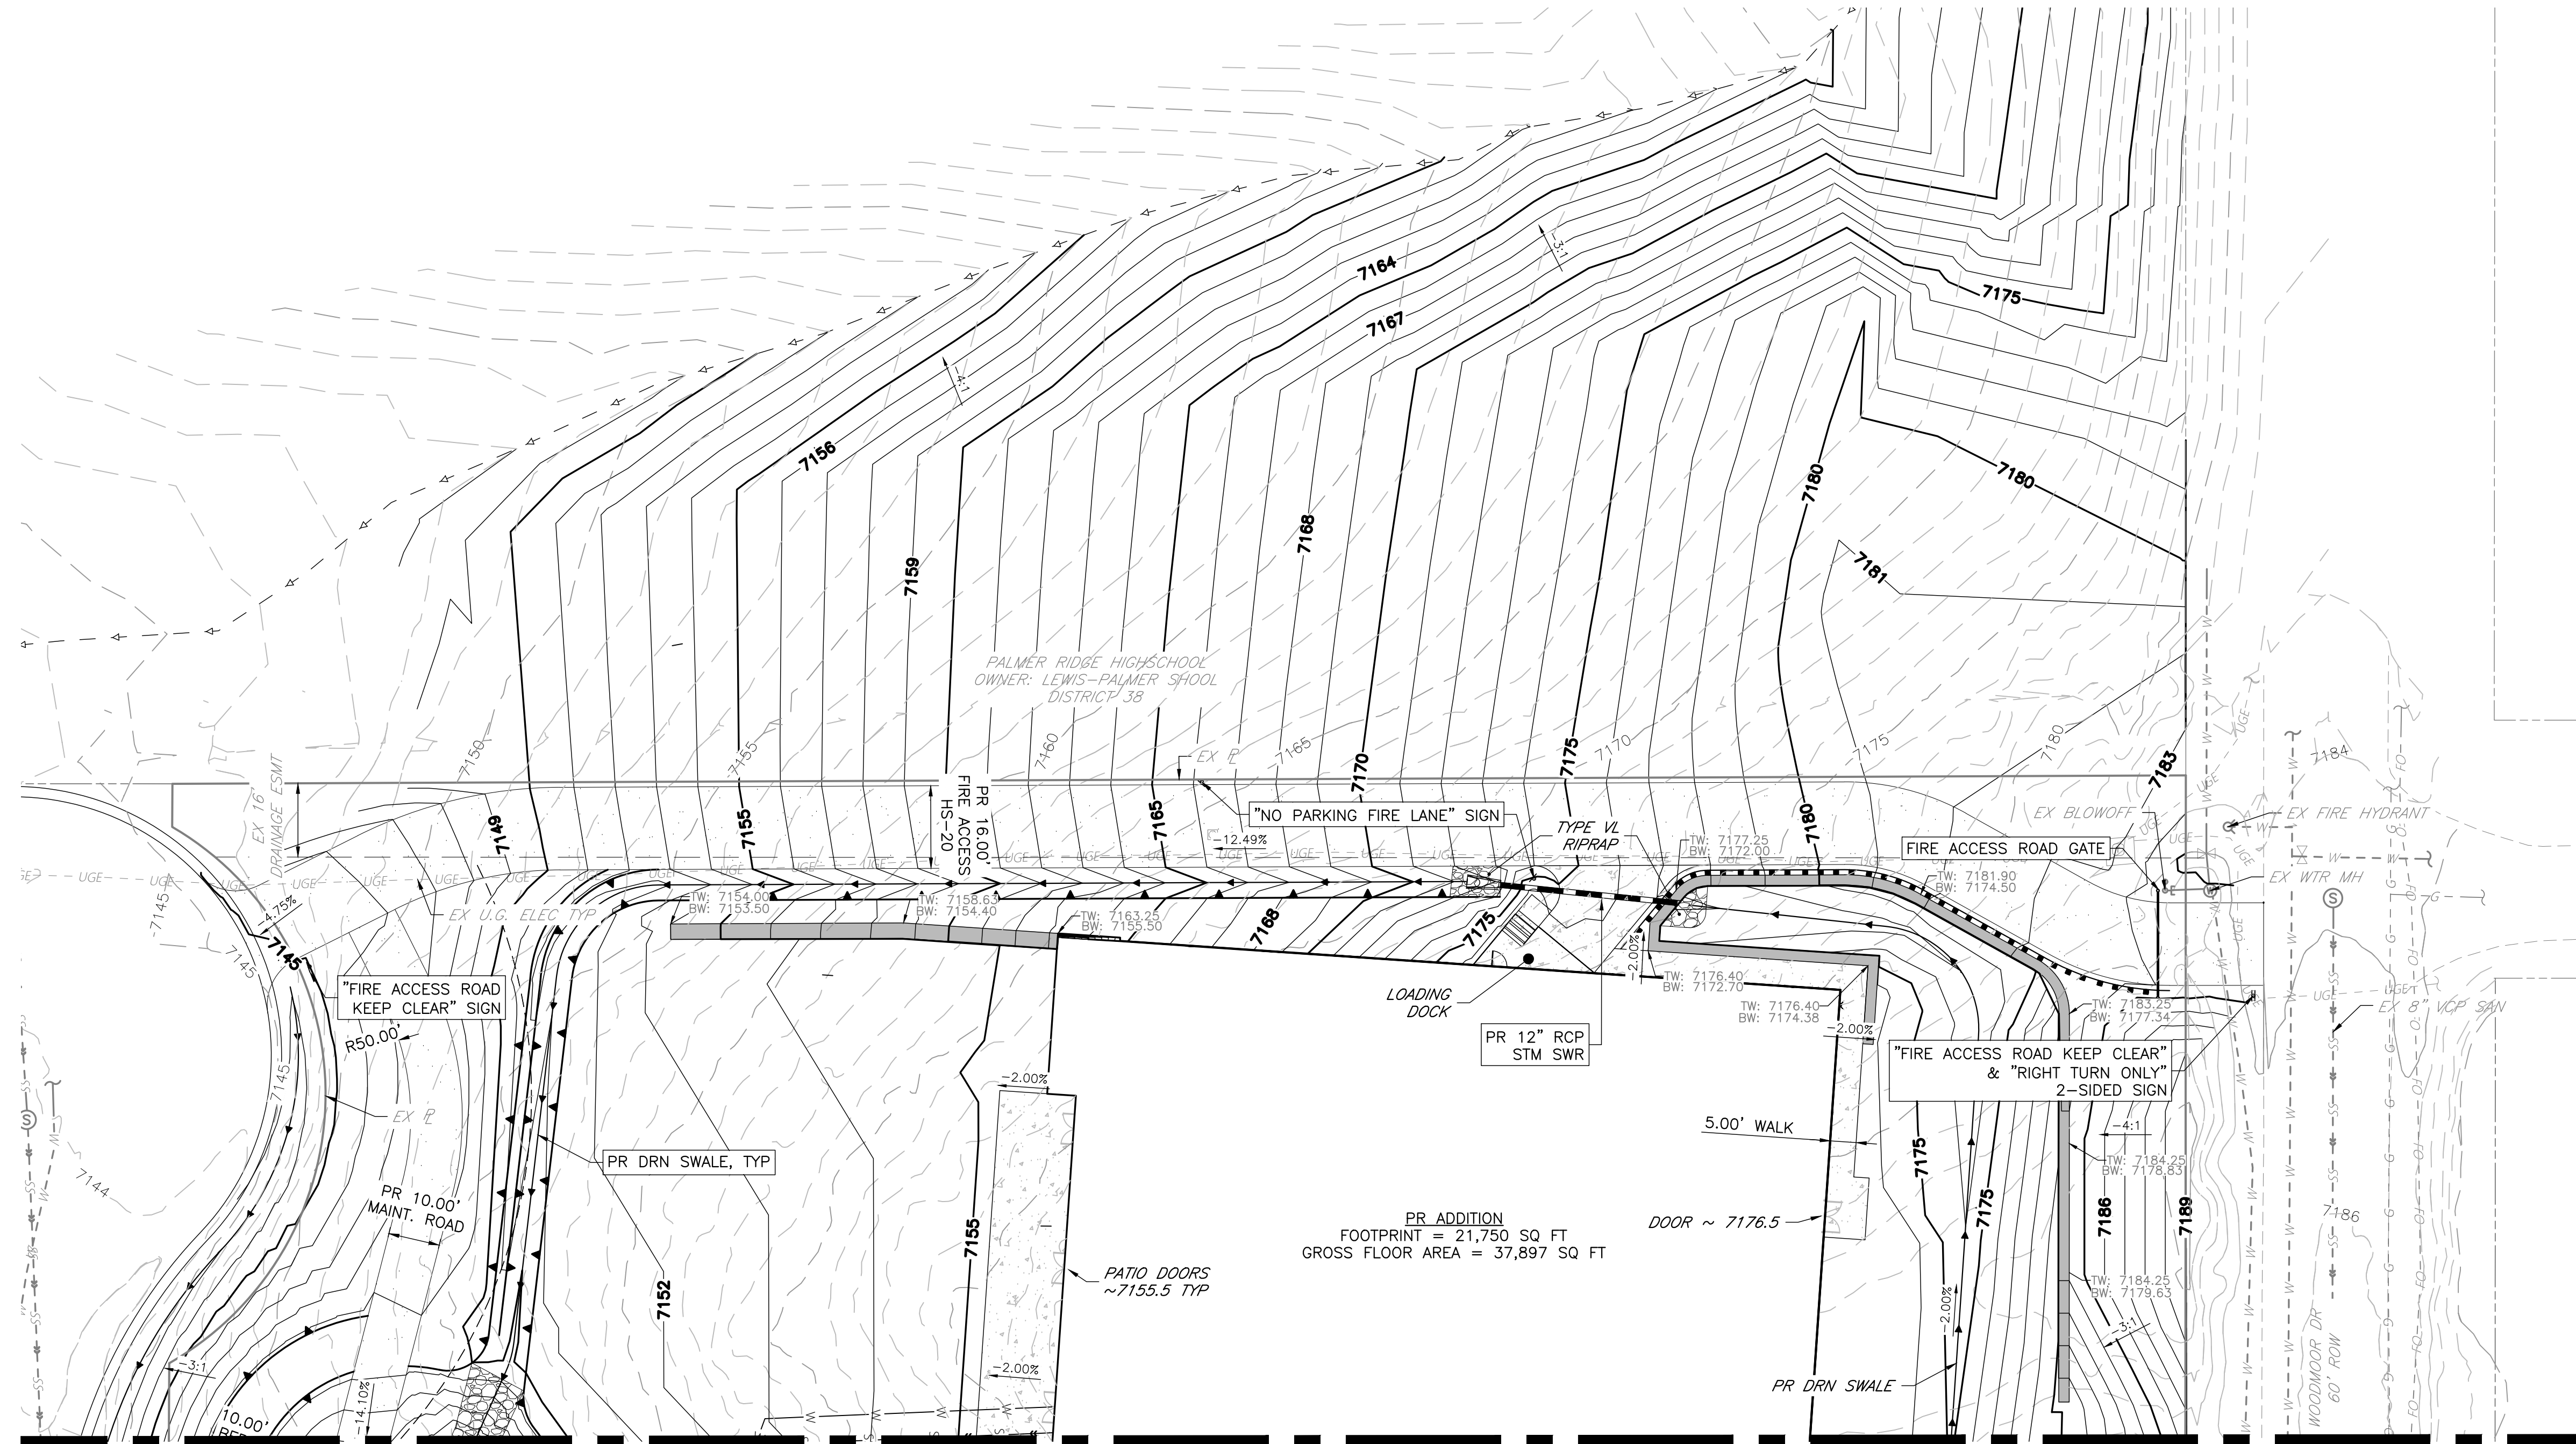 7164
-3:1
7167
7175
-4:1
7156
7180
7180
7168
7159
7181
PALMER RIDGE HIGHSCHOOL
OWNER: LEWIS-PALMER SHOOL
DISTRICT 38
7150
7155
7160
7165
EX PL
7170
7175
7170
7175
7180
7183
7184
EX 16'
DRAINAGE ESMT
7149
7155
PR 16.00'
FIRE ACCESS
HS-20
7165
"NO PARKING FIRE LANE" SIGN
-12.49%
TYPE VL
RIPRAP
7180
TW: 7177.25
BW: 7172.00
EX BLOWOFF
EX FIRE HYDRANT
FIRE ACCESS ROAD GATE
EX WTR MH
UGE
7145
-4.75%
EX U.G. ELEC TYP
TW: 7154.00
BW: 7153.50
TW: 7158.63
BW: 7154.40
TW: 7163.25
BW: 7155.50
7168
7175
TW: 7181.90
BW: 7174.50
7145
7145
"FIRE ACCESS ROAD
KEEP CLEAR" SIGN
R50.00'
LOADING
DOCK
-2.00%
TW: 7176.40
BW: 7172.70
TW: 7176.40
BW: 7174.38
-2.00%
TW: 7183.25
BW: 7177.34
EX 8" VCP SAN
PR 12" RCP
STM SWR
"FIRE ACCESS ROAD KEEP CLEAR"
& "RIGHT TURN ONLY"
2-SIDED SIGN
7145
EX PL
-2.00%
5.00' WALK
7175
-4:1
TW: 7184.25
BW: 7178.83
PR DRN SWALE, TYP
7144
PR 10.00'
MAINT. ROAD
7155
PR ADDITION
FOOTPRINT = 21,750 SQ FT
GROSS FLOOR AREA = 37,897 SQ FT
DOOR ~ 7176.5
7175
7186
7189
7186
PATIO DOORS
~7155.5 TYP
7152
TW: 7184.25
BW: 7179.63
-2.00%
-3:1
WOODMOOR DR
60' ROW
-3:1
-2.00%
PR DRN SWALE
-14.10%
10.00'